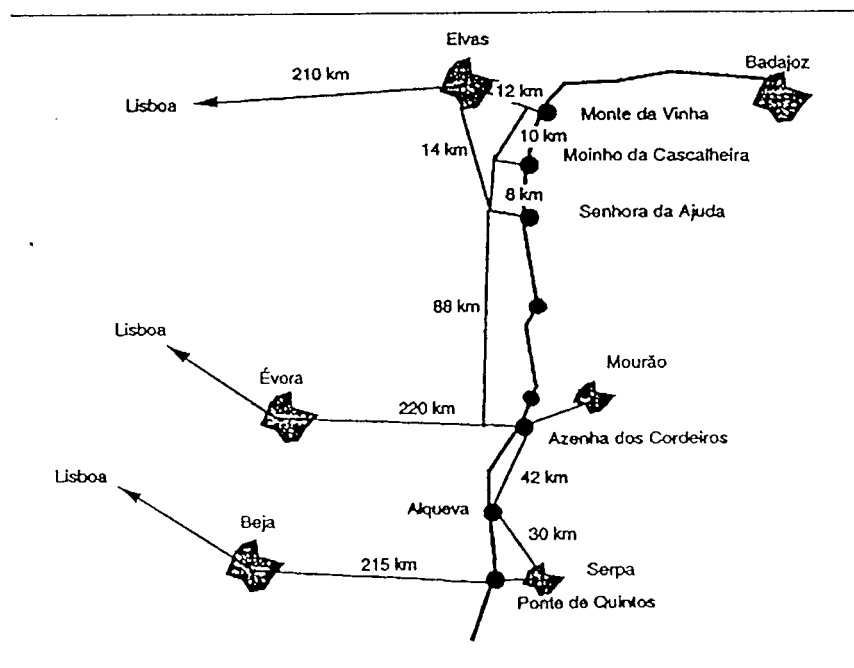 Elvas
Badajoz
210 km
12 km
Lisboa
Monte da Vinha
10 km
14 km
Moinho da Cascalheira
8 km
Senhora da Ajuda
88 km
Lisboa
Mourão
Évora
220 km
Azenha dos Cordeiros
Lisboa
42 km
Alqueva
Beja
30 km
215 km
Serpa
Ponte de Quintos